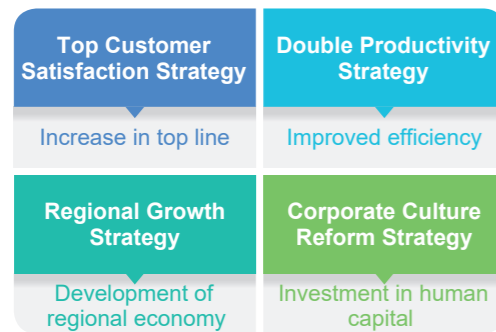 Top Customer
Satisfaction Strategy
Increase in top line
Double Productivity
Strategy
Improved efficiency
Regional Growth
Strategy
Development of
regional economy
Corporate Culture
Reform Strategy
Investment in human
capital